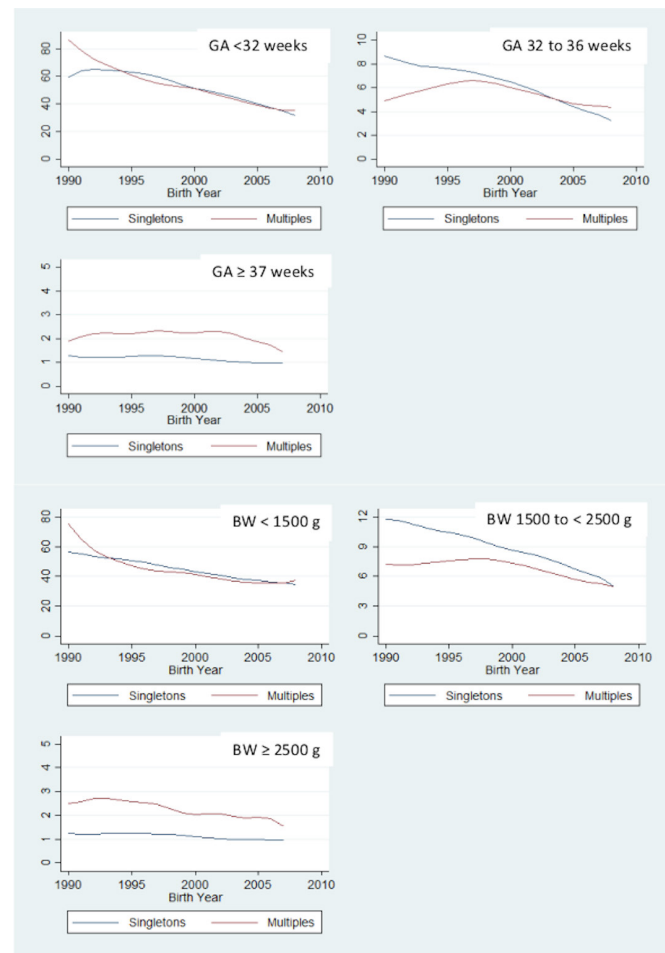 GA <32 weeks
80
60
40
20
0
1990 1995 2000 2005 2010
Birth Year
Singletons Multiples
GA 32 to 36 weeks
10
8
6
4
2
0
1990 1995 2000 2005 2010
Birth Year
Singletons Multiples
GA ≥ 37 weeks
5
4
3
2
1
0
1990 1995 2000 2005 2010
Birth Year
Singletons Multiples
BW < 1500 g
80
60
40
20
0
1990 1995 2000 2005 2010
Birth Year
Singletons Multiples
BW 1500 to < 2500 g
12
9
6
3
0
1990 1995 2000 2005 2010
Birth Year
Singletons Multiples
BW ≥ 2500 g
5
4
3
2
1
0
1990 1995 2000 2005 2010
Birth Year
Singletons Multiples